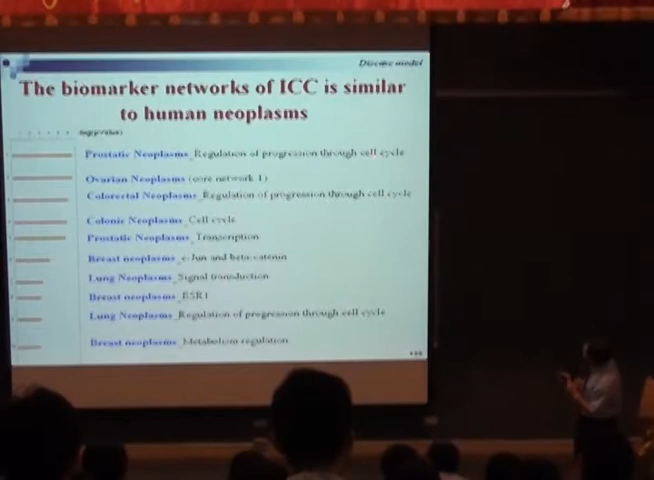 Disease model
The biomarker networks of ICC is similar
to human neoplasms
-log(pValue)
Prostatic Neoplasms_Regulation of progression through cell cycle
Ovarian Neoplasms (core network 1)
Colorectal Neoplasms_Regulation of progression through cell cycle
Colonic Neoplasms_Cell cycle
Prostatic Neoplasms_Transcription
Breast neoplasms_c-Jun and beta-catenin
Lung Neoplasms_Signal transduction
Breast neoplasms_ESR1
Lung Neoplasms_Regulation of progression through cell cycle
Breast neoplasms_Metabolism regulation